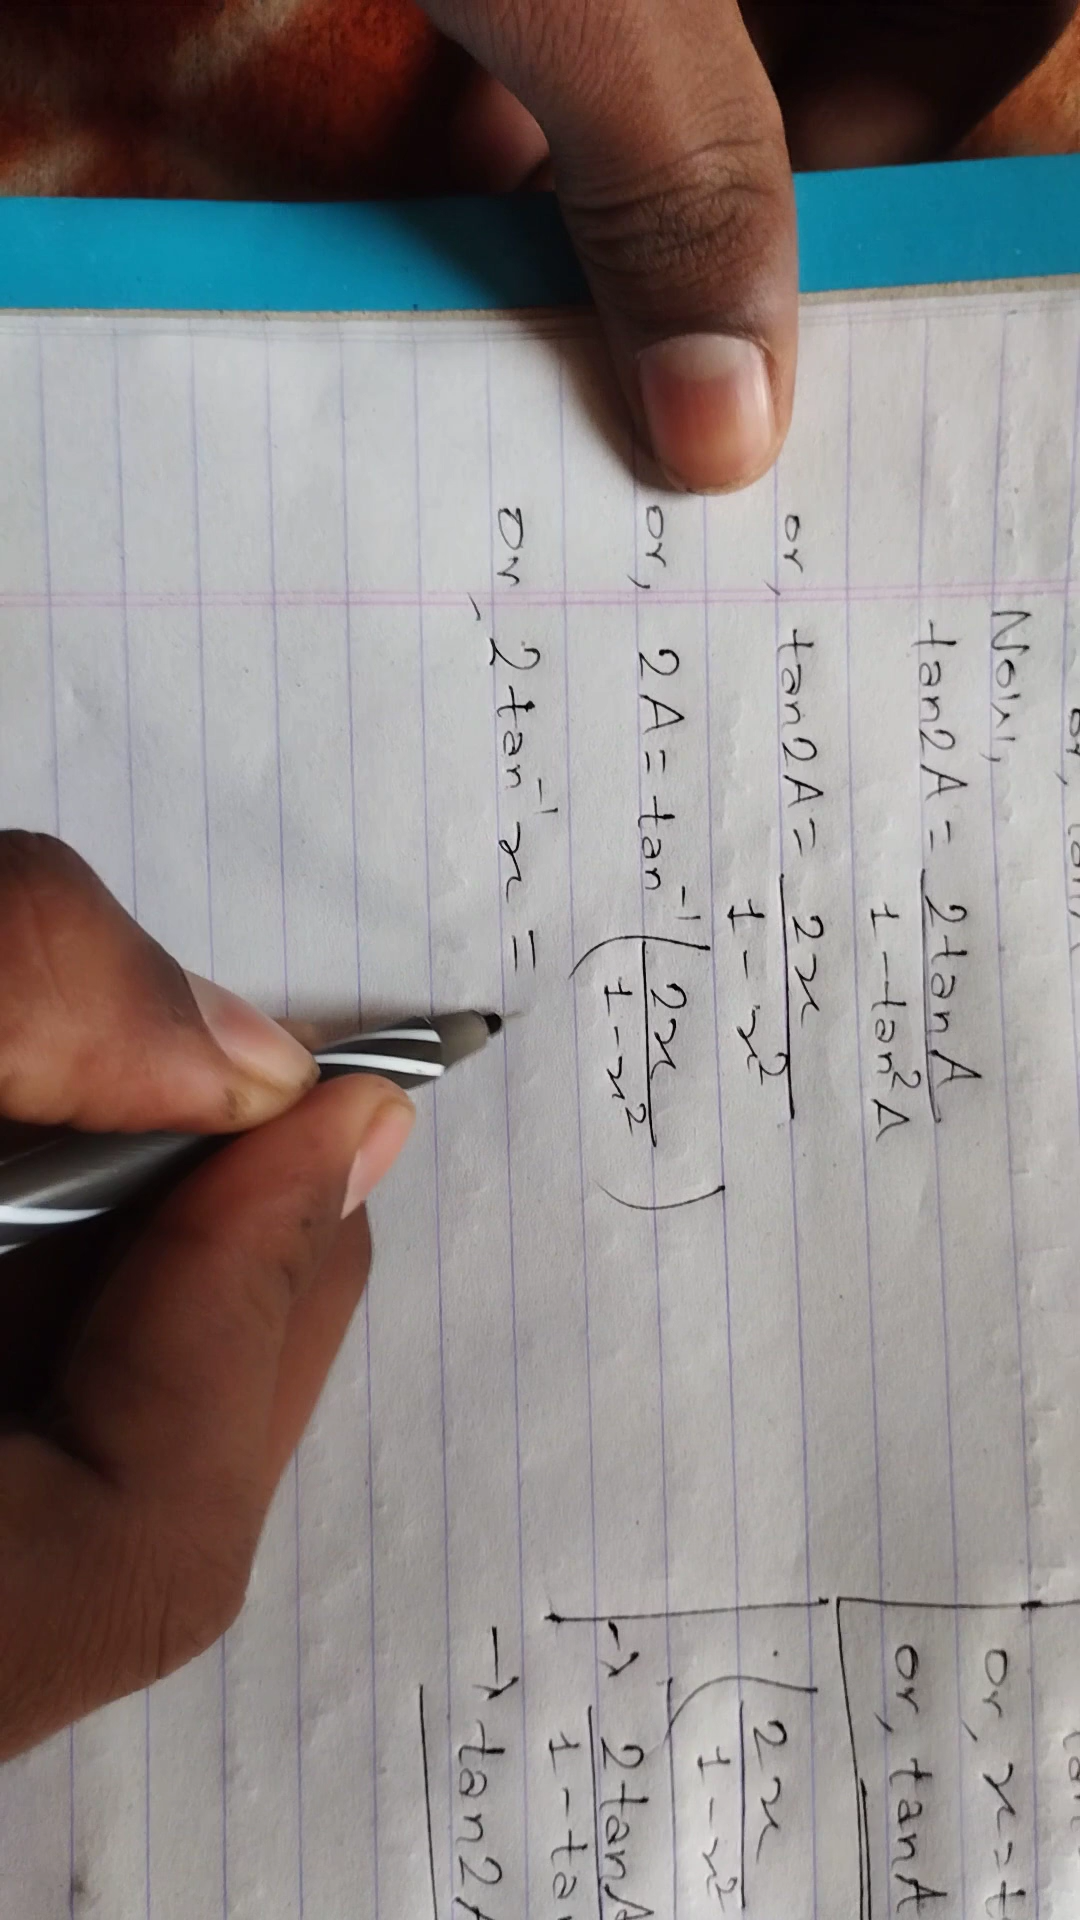 Now,
tan2A = 2tanA / 1 - tan²A
or, tan2A = 2x / 1 - x²
or, 2A = tan⁻¹ ( 2x / 1 - x² )
or, 2tan⁻¹x =
or, x = t
or, tanA
( 2x / 1 - x²
→ 2tanA / 1 - ta
→ tan2A